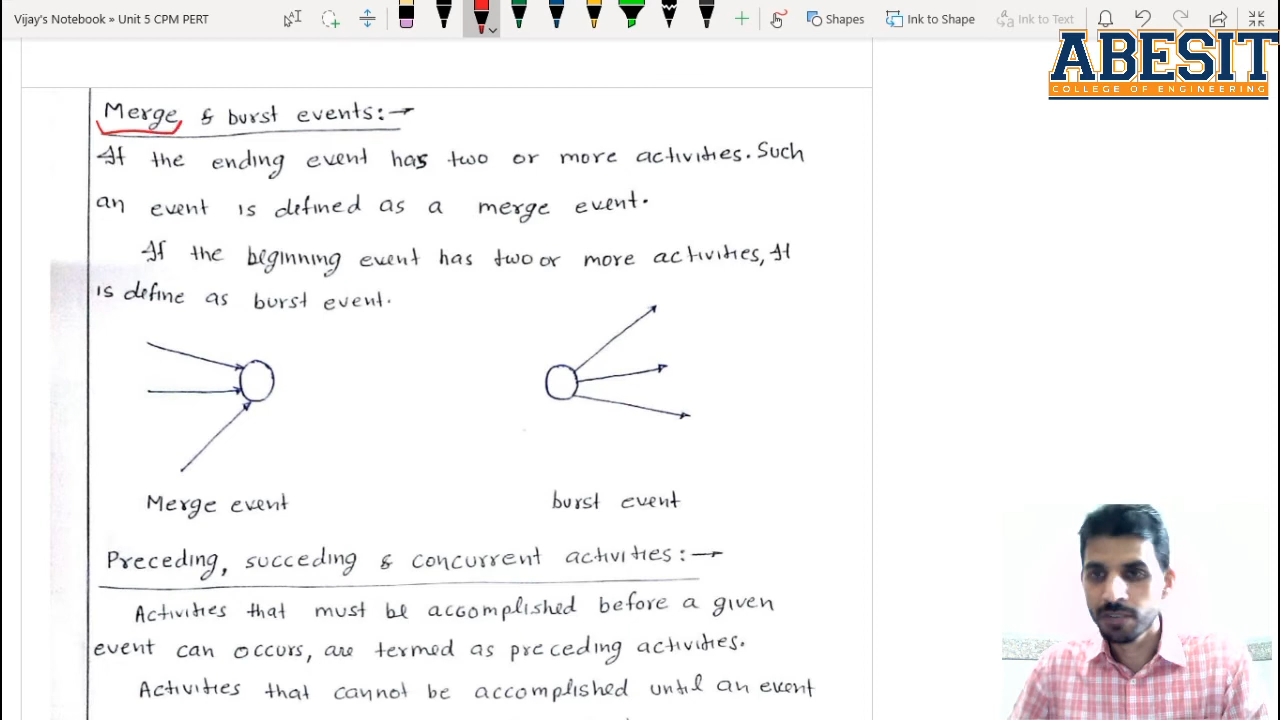 Vijay's Notebook » Unit 5 CPM PERT
Shapes
Ink to Shape
Ink to Text
ABESIT
COLLEGE OF ENGINEERING
Merge & burst events:→
If the ending event has two or more activities. Such
an event is defined as a merge event.
If the beginning event has two or more activities, It
is define as burst event.
Merge event
burst event
Preceding, succeding & concurrent activities:→
Activities that must be accomplished before a given
event can occurs, are termed as preceding activities.
Activities that cannot be accomplished until an event